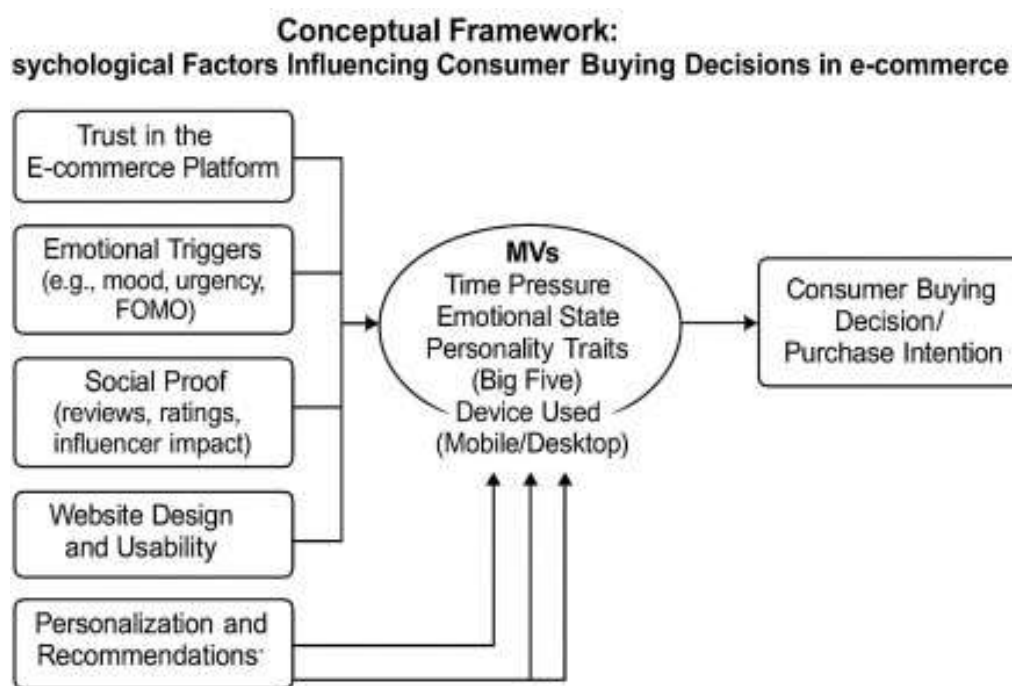 Conceptual Framework:
sychological Factors Influencing Consumer Buying Decisions in e-commerce
Trust in the
E-commerce Platform
Emotional Triggers
(e.g., mood, urgency,
FOMO)
Social Proof
(reviews, ratings,
influencer impact)
Website Design
and Usability
Personalization and
Recommendations
MVs
Time Pressure
Emotional State
Personality Traits
(Big Five)
Device Used
(Mobile/Desktop)
Consumer Buying
Decision/
Purchase Intention